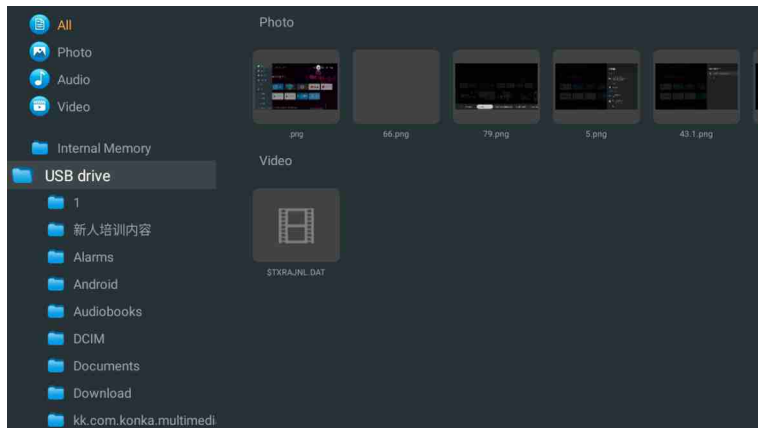 All
Photo
Audio
Video
Internal Memory
USB drive
1
新人培训内容
Alarms
Android
Audiobooks
DCIM
Documents
Download
kk.com.konka.multimedi
Photo
.png
66.png
79.png
5.png
43.1.png
Video
$TXRAJNL.DAT